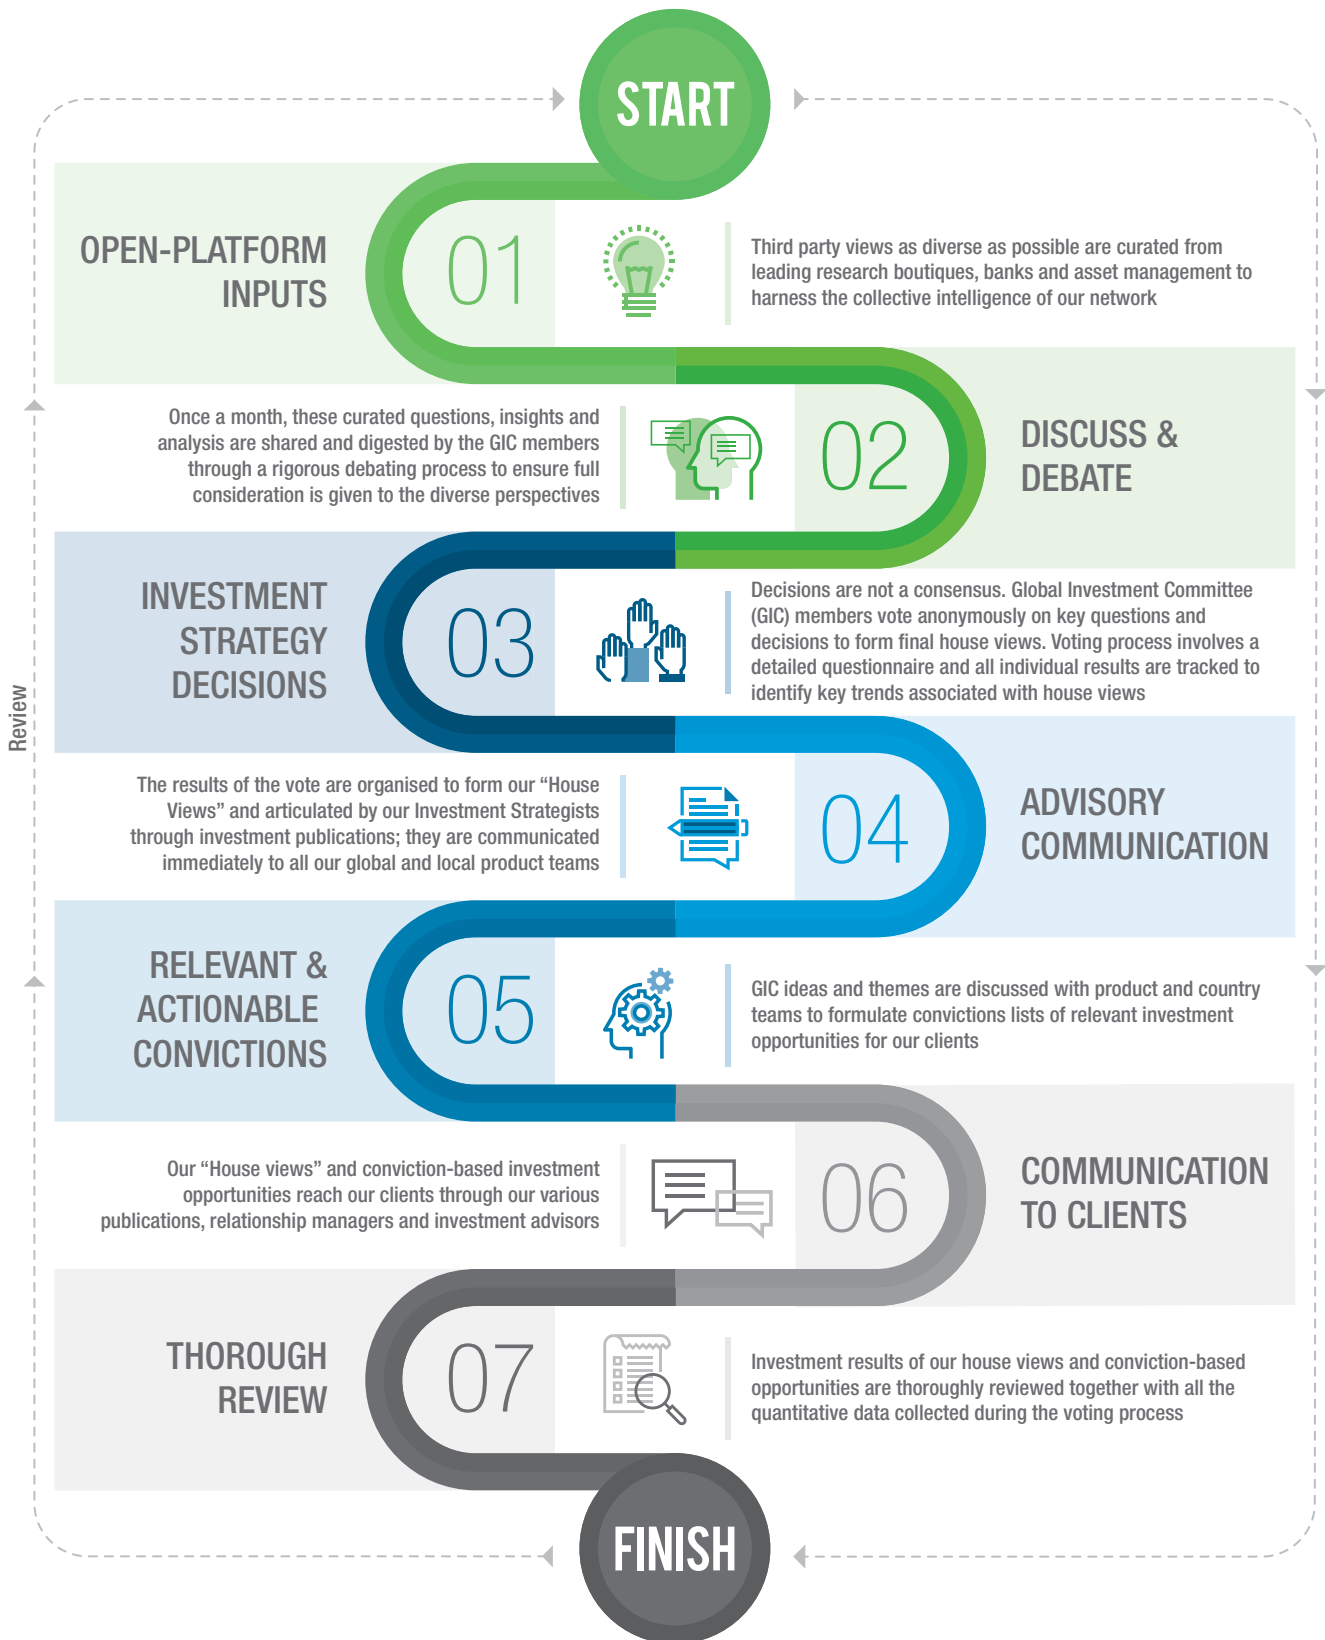 START
OPEN-PLATFORM
INPUTS
01
Third party views as diverse as possible are curated from
leading research boutiques, banks and asset management to
harness the collective intelligence of our network
Once a month, these curated questions, insights and
analysis are shared and digested by the GIC members
through a rigorous debating process to ensure full
consideration is given to the diverse perspectives
02
DISCUSS &
DEBATE
INVESTMENT
STRATEGY
DECISIONS
03
Decisions are not a consensus. Global Investment Committee
(GIC) members vote anonymously on key questions and
decisions to form final house views. Voting process involves a
detailed questionnaire and all individual results are tracked to
identify key trends associated with house views
Review
The results of the vote are organised to form our “House
Views” and articulated by our Investment Strategists
through investment publications; they are communicated
immediately to all our global and local product teams
04
ADVISORY
COMMUNICATION
RELEVANT &
ACTIONABLE
CONVICTIONS
05
GIC ideas and themes are discussed with product and country
teams to formulate convictions lists of relevant investment
opportunities for our clients
Our “House views” and conviction-based investment
opportunities reach our clients through our various
publications, relationship managers and investment advisors
06
COMMUNICATION
TO CLIENTS
THOROUGH
REVIEW
07
Investment results of our house views and conviction-based
opportunities are thoroughly reviewed together with all the
quantitative data collected during the voting process
FINISH